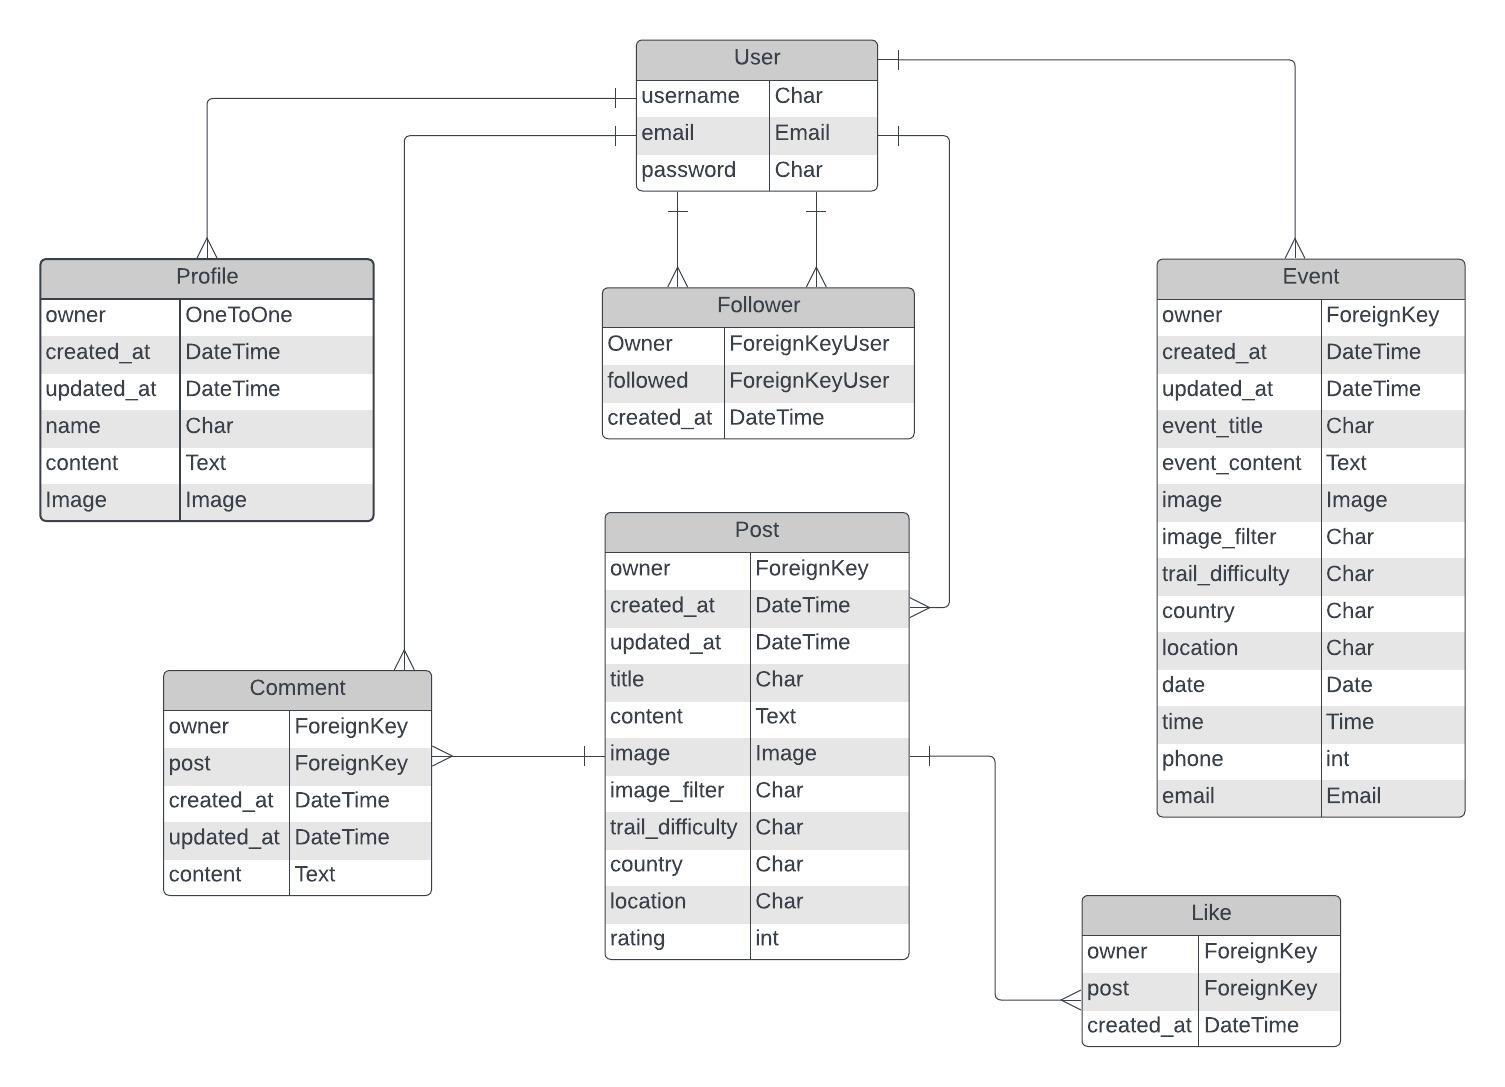 User
username Char
email Email
password Char
Profile
owner OneToOne
created_at DateTime
updated_at DateTime
name Char
content Text
Image Image
Follower
Owner ForeignKeyUser
followed ForeignKeyUser
created_at DateTime
Event
owner ForeignKey
created_at DateTime
updated_at DateTime
event_title Char
event_content Text
image Image
image_filter Char
trail_difficulty Char
country Char
location Char
date Date
time Time
phone int
email Email
Post
owner ForeignKey
created_at DateTime
updated_at DateTime
title Char
content Text
image Image
image_filter Char
trail_difficulty Char
country Char
location Char
rating int
Comment
owner ForeignKey
post ForeignKey
created_at DateTime
updated_at DateTime
content Text
Like
owner ForeignKey
post ForeignKey
created_at DateTime